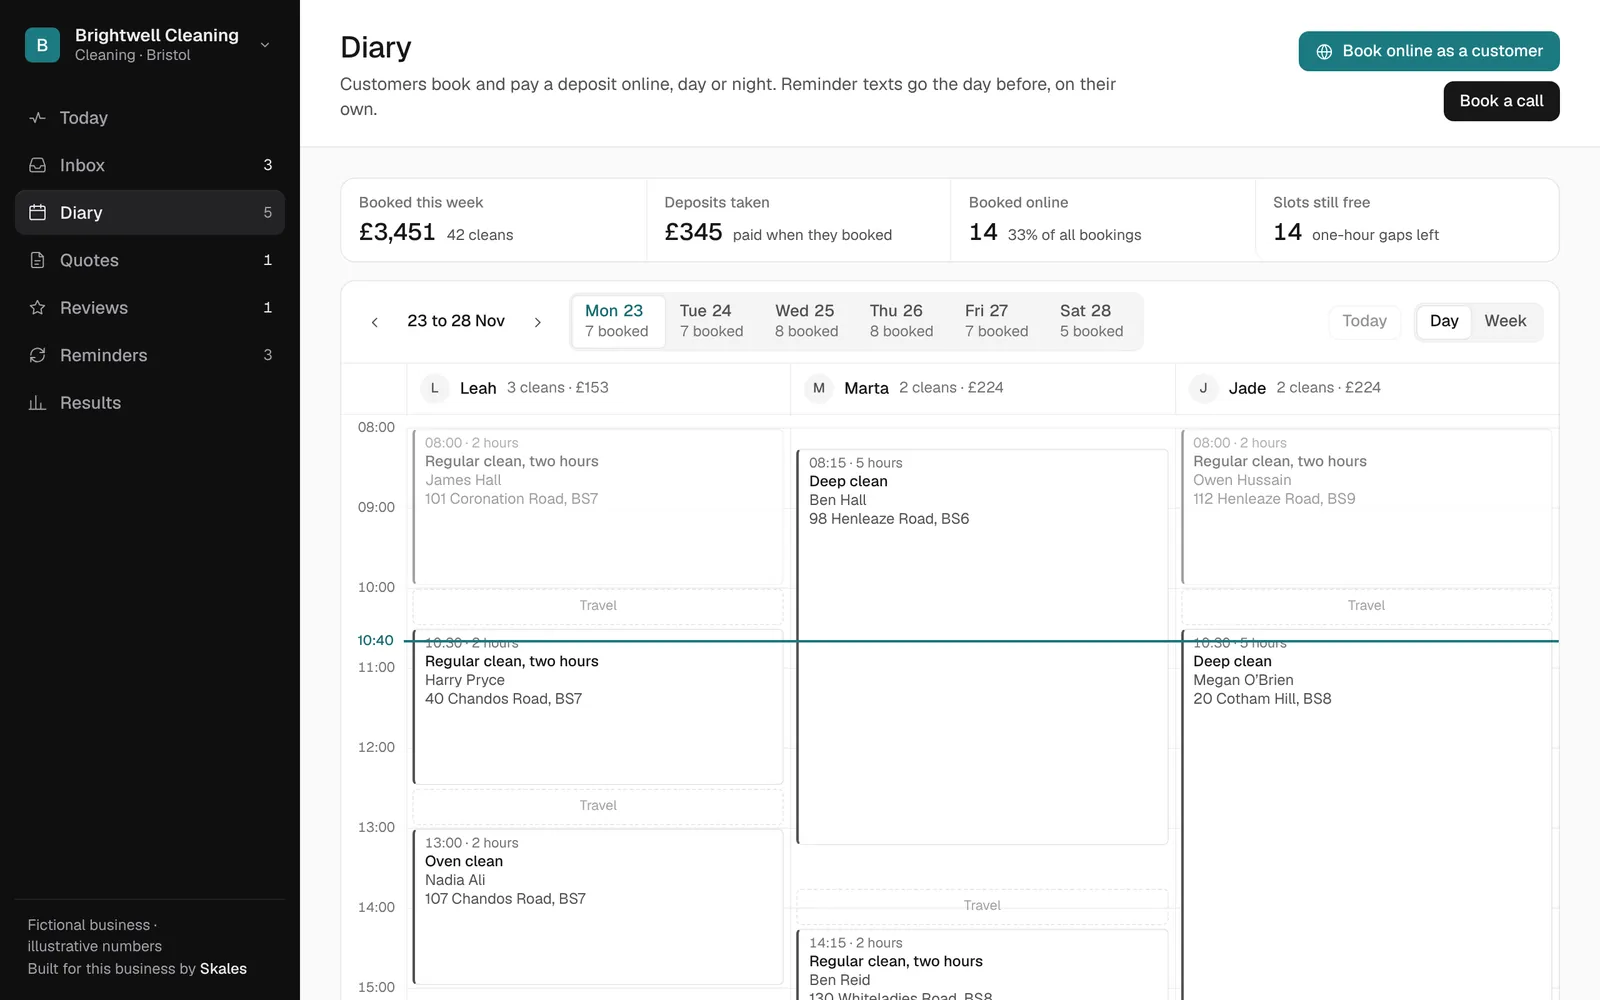 B
Brightwell Cleaning
Cleaning · Bristol
Today
Inbox 3
Diary 5
Quotes 1
Reviews 1
Reminders 3
Results
Fictional business ·
illustrative numbers
Built for this business by Skales
Diary
Customers book and pay a deposit online, day or night. Reminder texts go the day before, on their
own.
Book online as a customer
Book a call
Booked this week
£3,451 42 cleans
Deposits taken
£345 paid when they booked
Booked online
14 33% of all bookings
Slots still free
14 one-hour gaps left
23 to 28 Nov
Mon 23
7 booked
Tue 24
7 booked
Wed 25
8 booked
Thu 26
8 booked
Fri 27
7 booked
Sat 28
5 booked
Today
Day
Week
L Leah 3 cleans · £153
M Marta 2 cleans · £224
J Jade 2 cleans · £224
08:00
09:00
10:00
10:40
11:00
12:00
13:00
14:00
15:00
08:00 · 2 hours
Regular clean, two hours
James Hall
101 Coronation Road, BS7
Travel
10:30 · 2 hours
Regular clean, two hours
Harry Pryce
40 Chandos Road, BS7
Travel
13:00 · 2 hours
Oven clean
Nadia Ali
107 Chandos Road, BS7
08:15 · 5 hours
Deep clean
Ben Hall
98 Henleaze Road, BS6
Travel
14:15 · 2 hours
Regular clean, two hours
Ben Reid
130 Whiteladies Road, BS8
08:00 · 2 hours
Regular clean, two hours
Owen Hussain
112 Henleaze Road, BS9
Travel
10:30 · 5 hours
Deep clean
Megan O'Brien
20 Cotham Hill, BS8